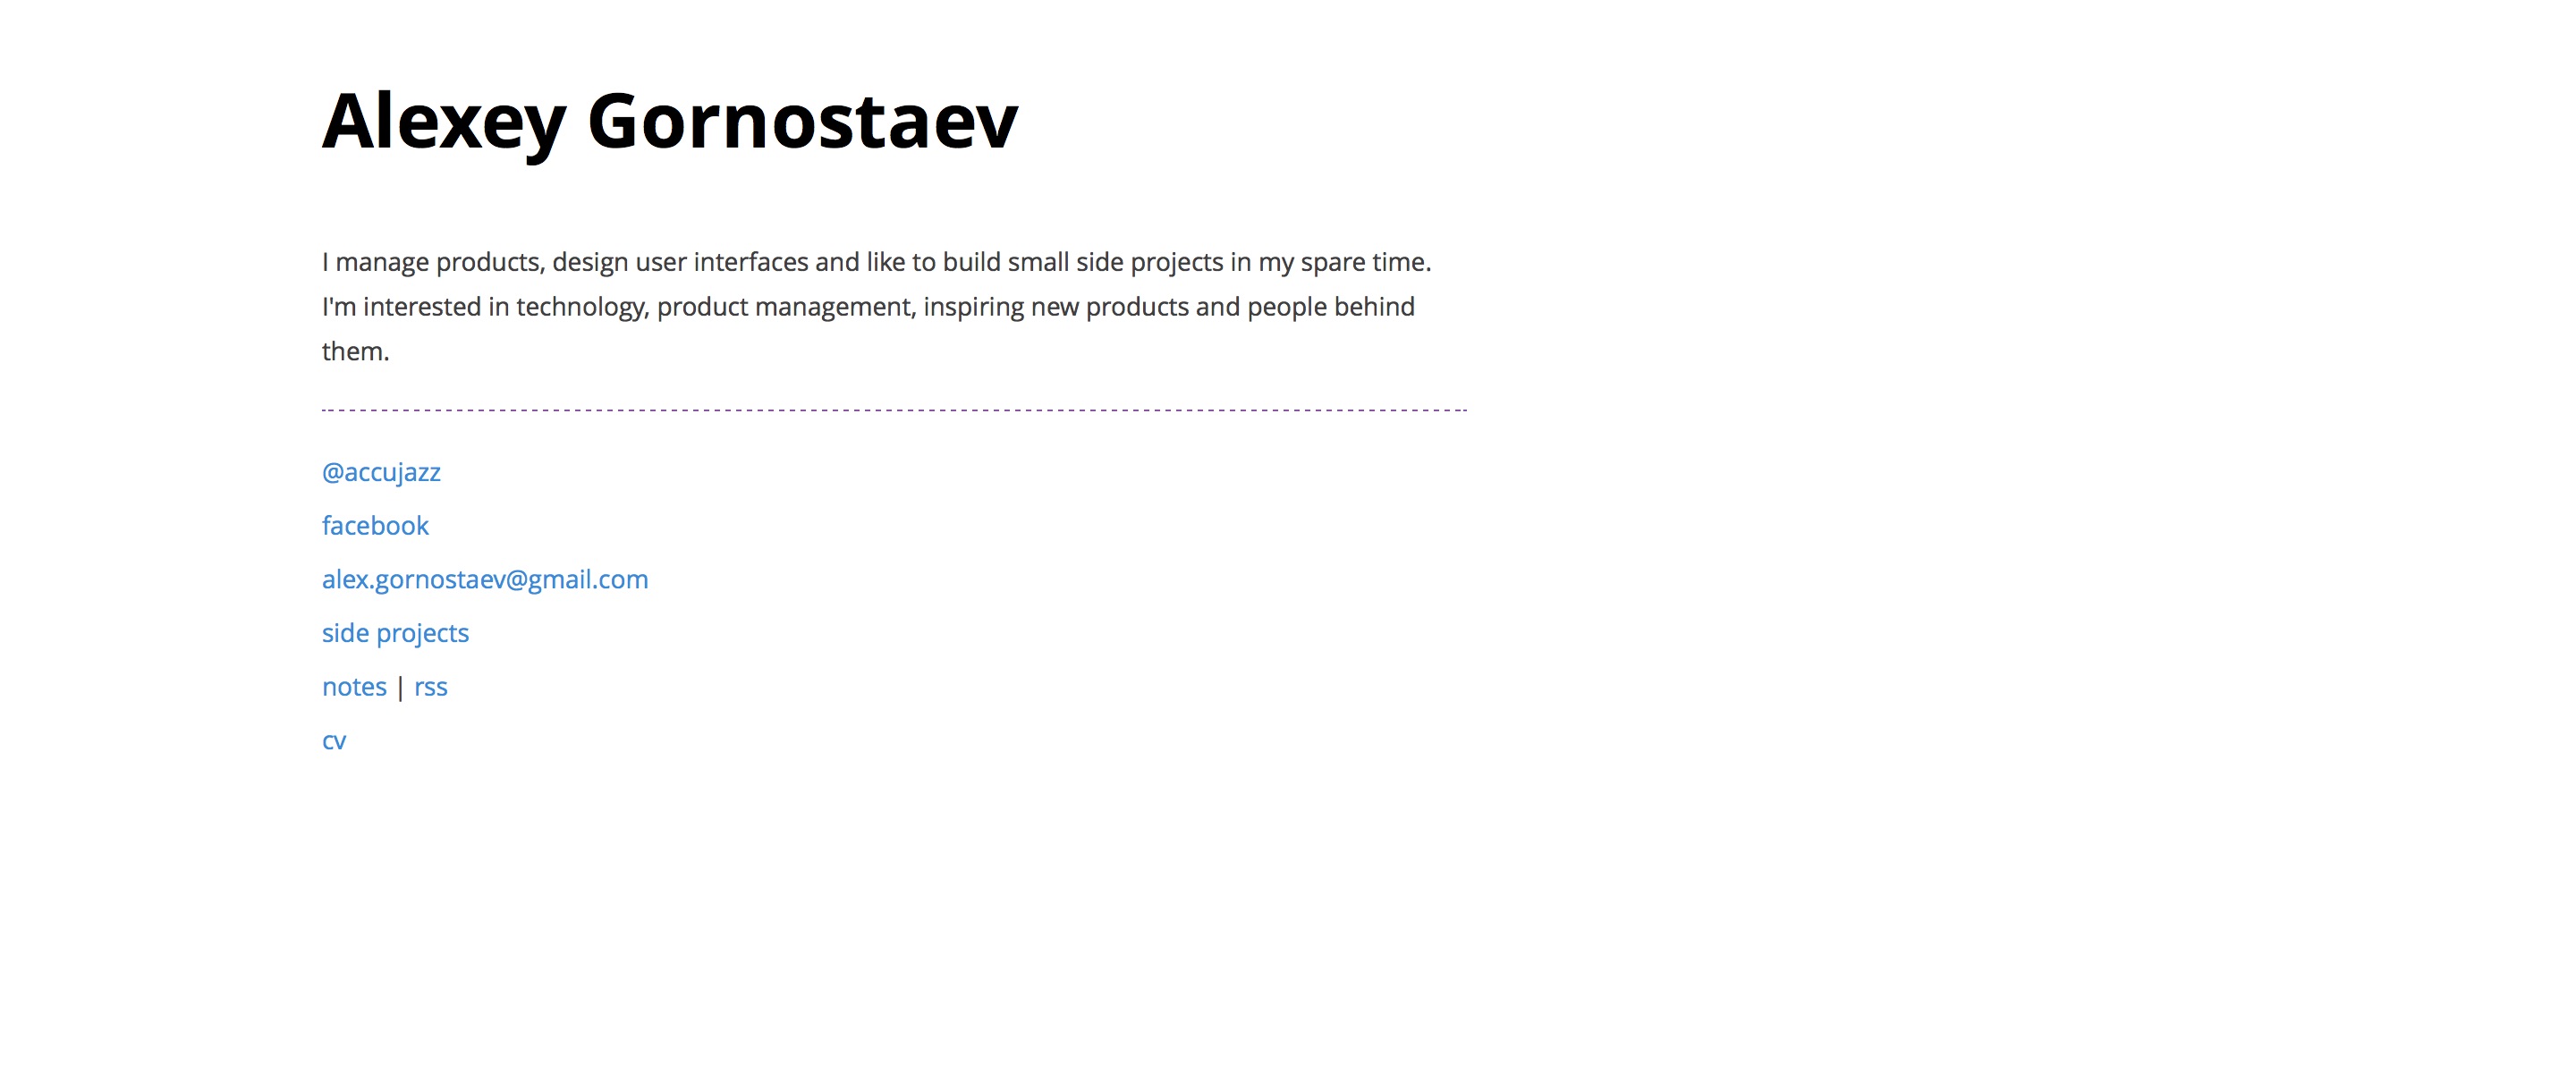 Alexey Gornostaev
I manage products, design user interfaces and like to build small side projects in my spare time.
I'm interested in technology, product management, inspiring new products and people behind
them.
@accujazz
facebook
alex.gornostaev@gmail.com
side projects
notes | rss
cv